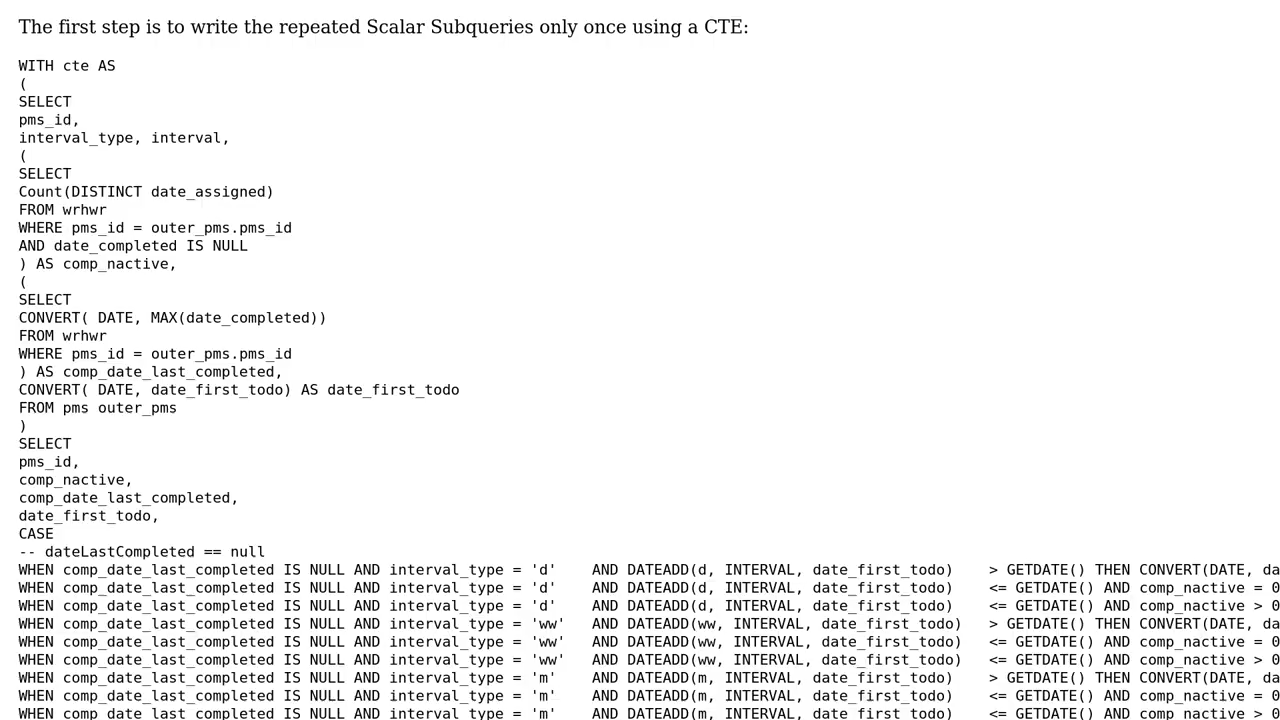 The first step is to write the repeated Scalar Subqueries only once using a CTE:
WITH cte AS
(
SELECT
pms_id,
interval_type, interval,
(
SELECT
Count(DISTINCT date_assigned)
FROM wrhwr
WHERE pms_id = outer_pms.pms_id
AND date_completed IS NULL
) AS comp_nactive,
(
SELECT
CONVERT( DATE, MAX(date_completed))
FROM wrhwr
WHERE pms_id = outer_pms.pms_id
) AS comp_date_last_completed,
CONVERT( DATE, date_first_todo) AS date_first_todo
FROM pms outer_pms
)
SELECT
pms_id,
comp_nactive,
comp_date_last_completed,
date_first_todo,
CASE
-- dateLastCompleted == null
WHEN comp_date_last_completed IS NULL AND interval_type = 'd'    AND DATEADD(d, INTERVAL, date_first_todo)    > GETDATE() THEN CONVERT(DATE, da
WHEN comp_date_last_completed IS NULL AND interval_type = 'd'    AND DATEADD(d, INTERVAL, date_first_todo)    <= GETDATE() AND comp_nactive = 0
WHEN comp_date_last_completed IS NULL AND interval_type = 'd'    AND DATEADD(d, INTERVAL, date_first_todo)    <= GETDATE() AND comp_nactive > 0
WHEN comp_date_last_completed IS NULL AND interval_type = 'ww'   AND DATEADD(ww, INTERVAL, date_first_todo)   > GETDATE() THEN CONVERT(DATE, da
WHEN comp_date_last_completed IS NULL AND interval_type = 'ww'   AND DATEADD(ww, INTERVAL, date_first_todo)   <= GETDATE() AND comp_nactive = 0
WHEN comp_date_last_completed IS NULL AND interval_type = 'ww'   AND DATEADD(ww, INTERVAL, date_first_todo)   <= GETDATE() AND comp_nactive > 0
WHEN comp_date_last_completed IS NULL AND interval_type = 'm'    AND DATEADD(m, INTERVAL, date_first_todo)    > GETDATE() THEN CONVERT(DATE, da
WHEN comp_date_last_completed IS NULL AND interval_type = 'm'    AND DATEADD(m, INTERVAL, date_first_todo)    <= GETDATE() AND comp_nactive = 0
WHEN comp_date_last_completed IS NULL AND interval_type = 'm'    AND DATEADD(m, INTERVAL, date_first_todo)    <= GETDATE() AND comp_nactive > 0